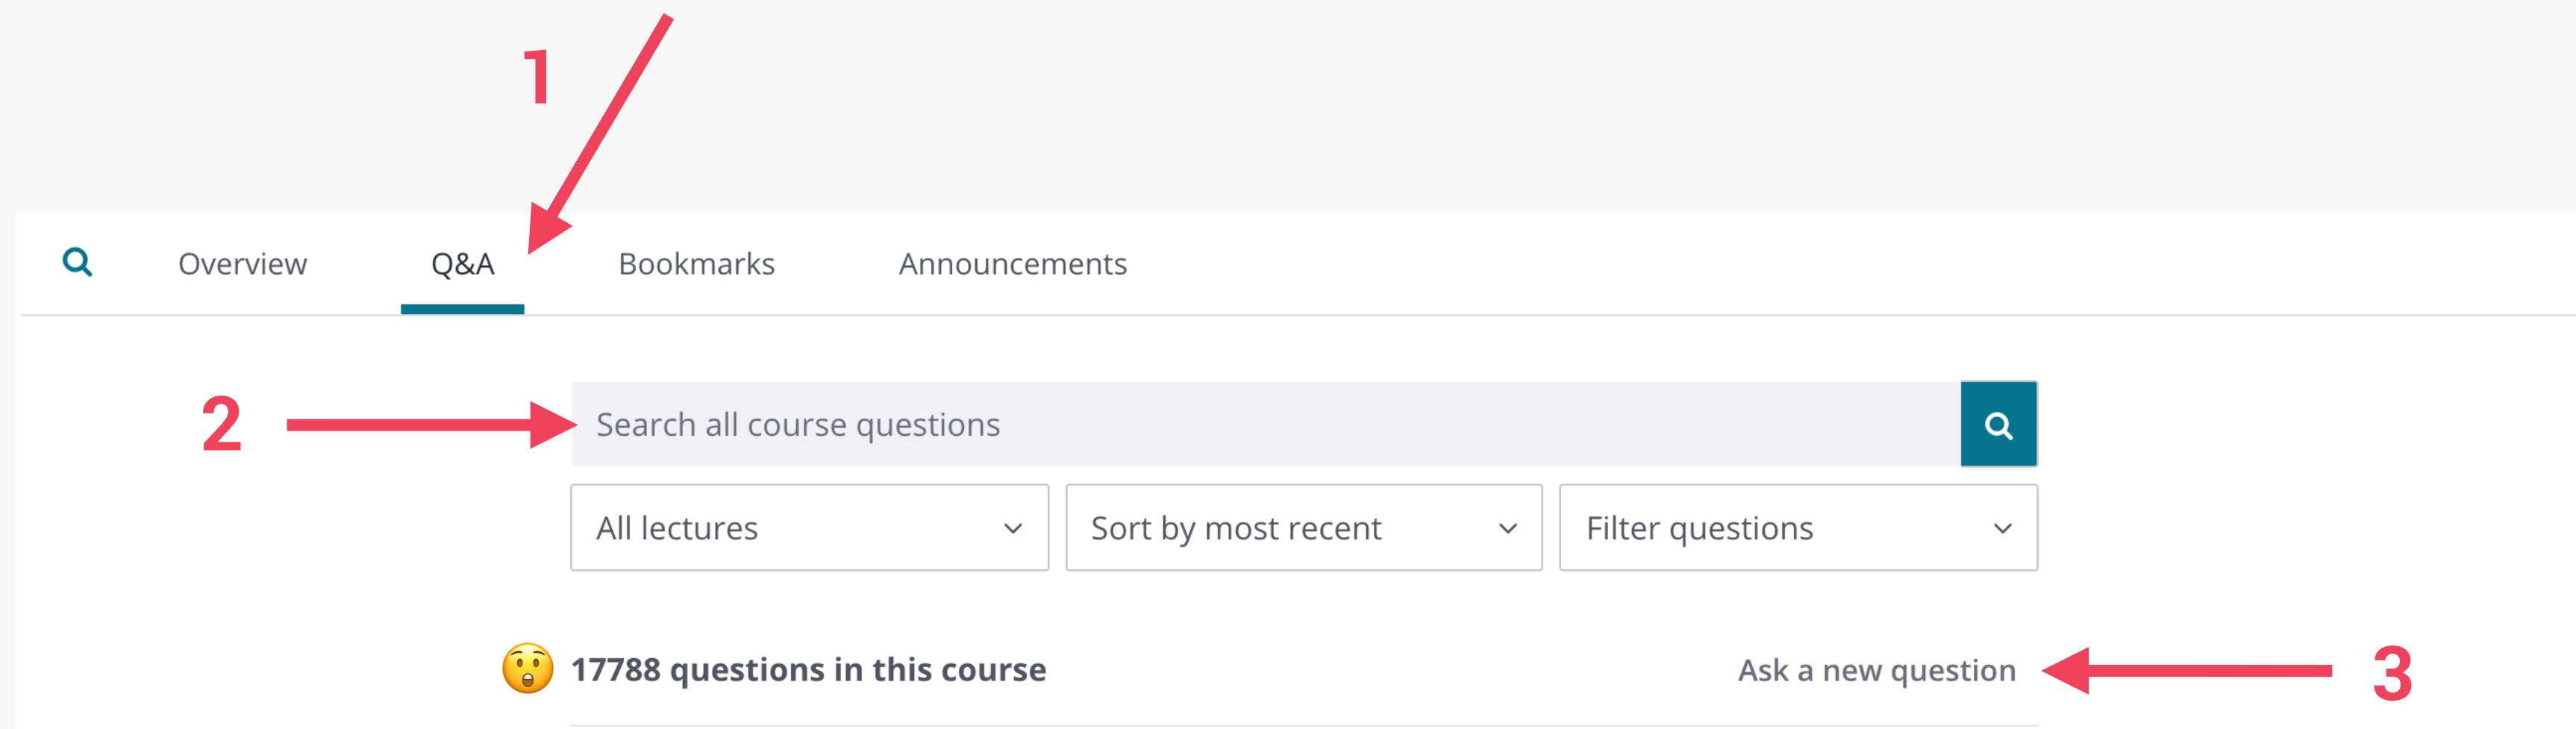 1
Overview Q&A Bookmarks Announcements
2 Search all course questions
All lectures Sort by most recent Filter questions
17788 questions in this course Ask a new question 3